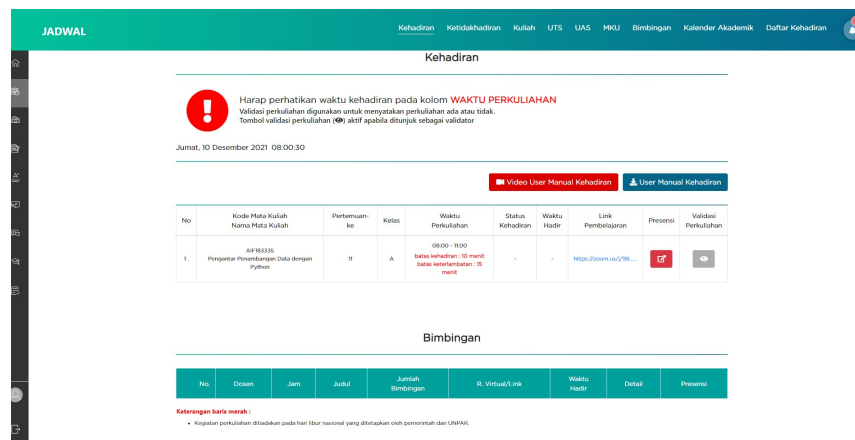 JADWAL
Kehadiran Ketidakhadiran Kuliah UTS UAS MKU Bimbingan Kalender Akademik Daftar Kehadiran
Kehadiran
Harap perhatikan waktu kehadiran pada kolom WAKTU PERKULIAHAN
Validasi perkuliahan digunakan untuk menyatakan perkuliahan ada atau tidak.
Tombol validasi perkuliahan () aktif apabila ditunjuk sebagai validator
Jumat, 10 Desember 2021 08:00:30
Video User Manual Kehadiran User Manual Kehadiran
No Kode Mata Kuliah Nama Mata Kuliah Pertemuan-ke Kelas Waktu Perkuliahan Status Kehadiran Waktu Hadir Link Pembelajaran Presensi Validasi Perkuliahan
1. AIF183335 Pengantar Penambangan Data dengan Python 11 A 08:00 - 11:00 batas kehadiran : 10 menit batas keterlambatan : 15 menit - - https://zoom.us/j/98......
Bimbingan
No. Dosen Jam Judul Jumlah Bimbingan R. Virtual/Link Waktu Hadir Detail Presensi
Keterangan baris merah :
• Kegiatan perkuliahan ditiadakan pada hari libur nasional yang ditetapkan oleh pemerintah dan UNPAR.